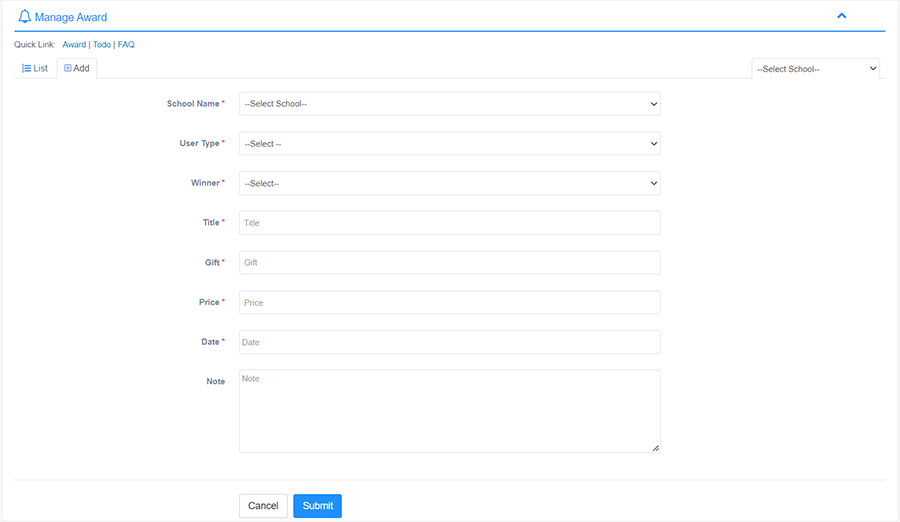 Manage Award
Quick Link: Award | Todo | FAQ
List Add --Select School--
School Name * --Select School--
User Type * --Select --
Winner * --Select--
Title * Title
Gift * Gift
Price * Price
Date * Date
Note Note
Cancel Submit